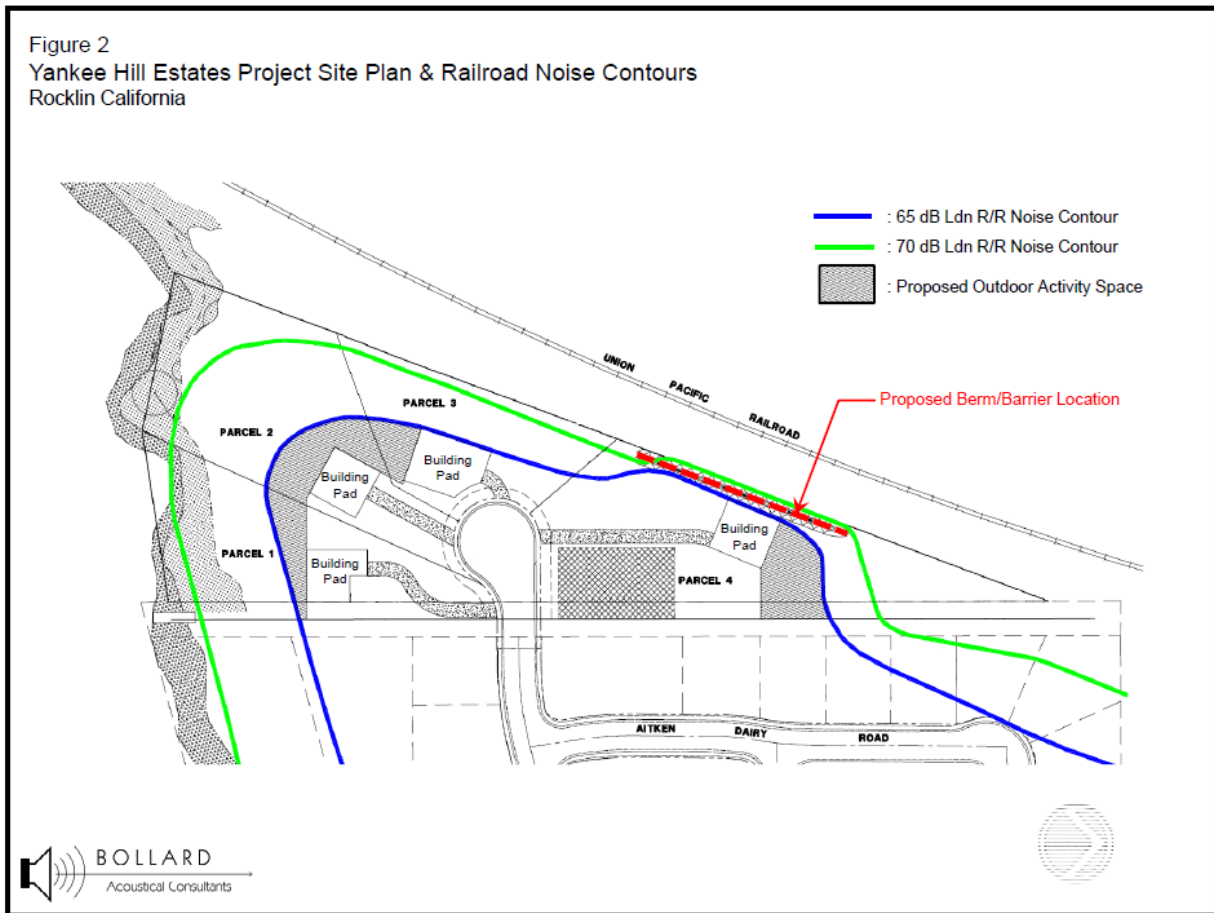 Figure 2
Yankee Hill Estates Project Site Plan & Railroad Noise Contours
Rocklin California
: 65 dB Ldn R/R Noise Contour
: 70 dB Ldn R/R Noise Contour
: Proposed Outdoor Activity Space
UNION PACIFIC RAILROAD
Proposed Berm/Barrier Location
PARCEL 3
PARCEL 2
Building
Pad
Building
Pad
Building
Pad
PARCEL 1
Building
Pad
PARCEL 4
AITKEN DAIRY ROAD
BOLLARD
Acoustical Consultants